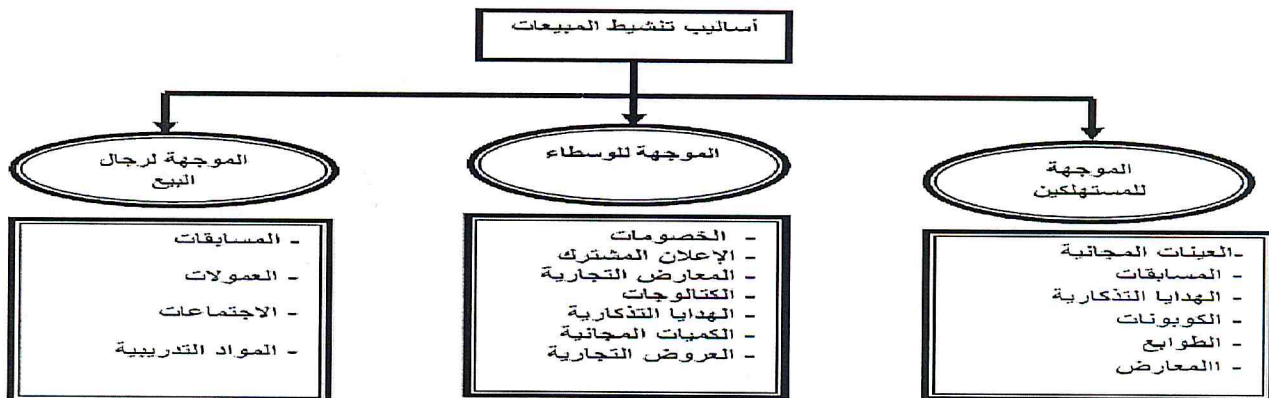 أساليب تنشيط المبيعات
الموجهة
للمستهلكين
-العينات المجانية
- المسابقات
- الهدايا التذكارية
- الكوبونات
- الطوابع
- االمعارض
الموجهة للوسطاء
- الخصومات
- الإعلان المشترك
- المعارض التجارية
- الكتالوجات
- الهدايا التذكارية
- الكميات المجانية
- العروض التجارية
الموجهة لرجال
البيع
- المسابقات
- العمولات
- الاجتماعات
- المواد التدريبية